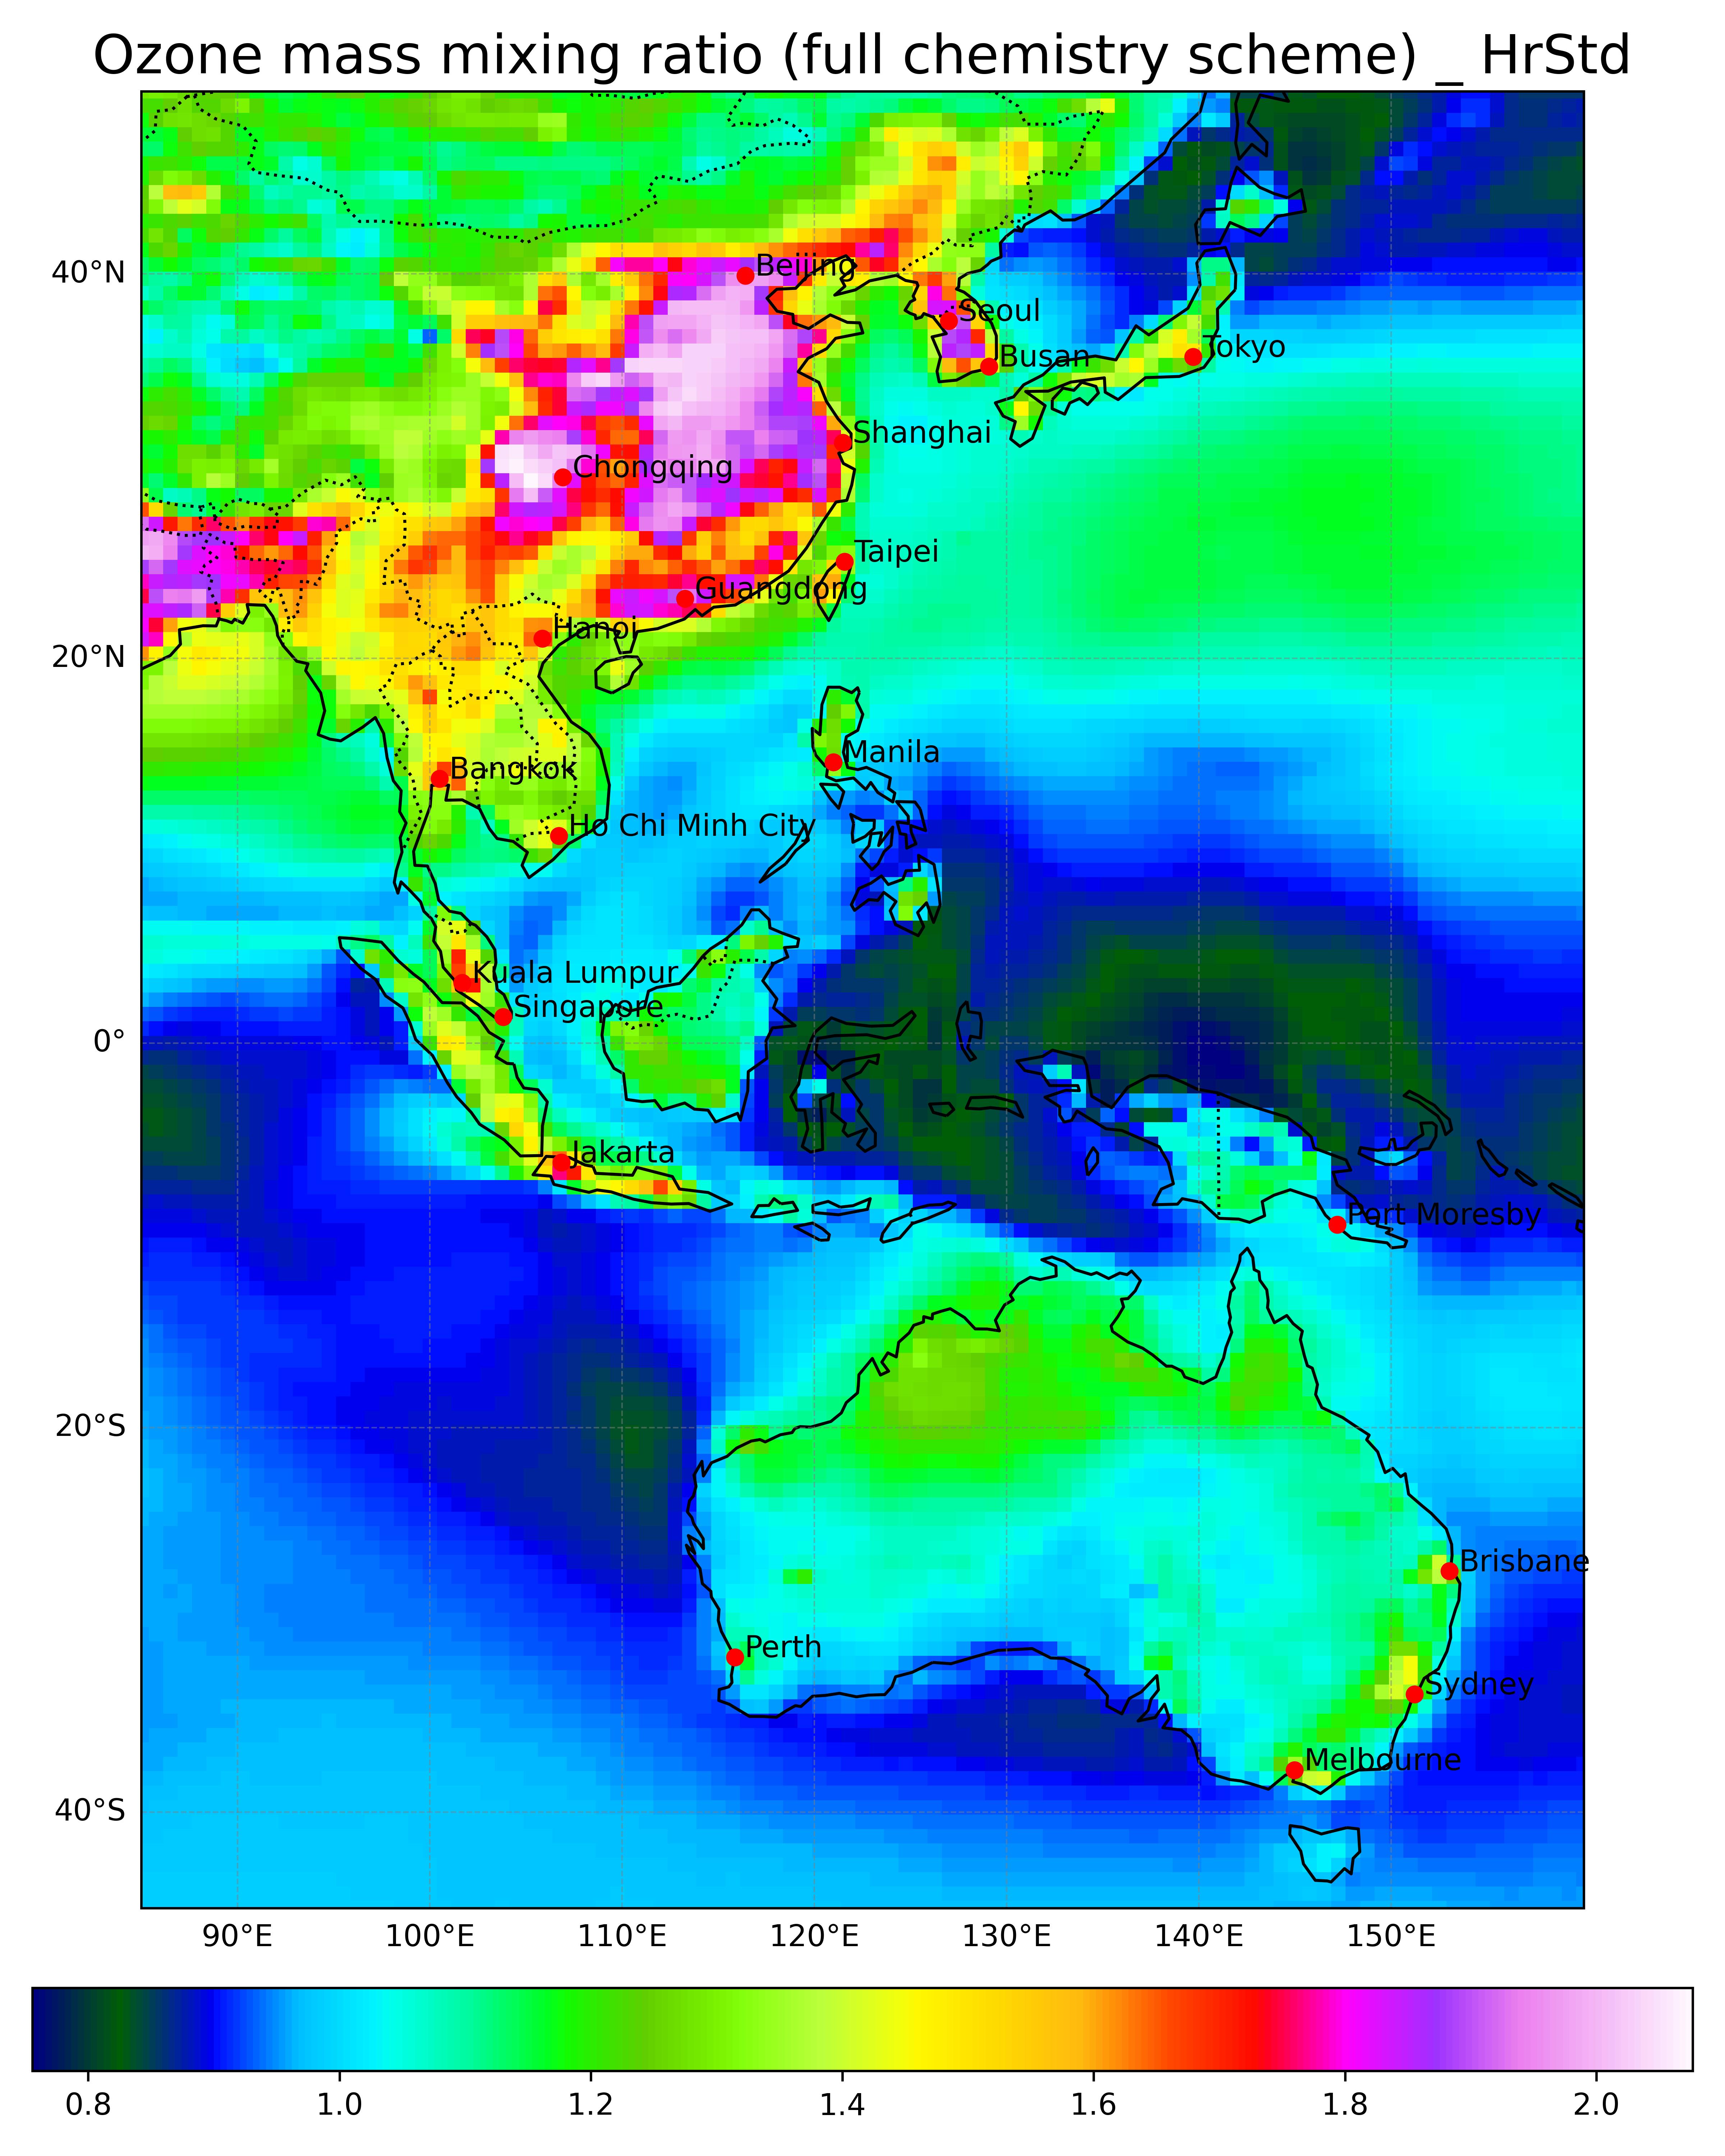 Ozone mass mixing ratio (full chemistry scheme) _ HrStd
40°N
20°N
0°
20°S
40°S
Beijing
Seoul
Tokyo
Busan
Shanghai
Chongqing
Taipei
Guangdong
Hanoi
Manila
Bangkok
Ho Chi Minh City
Kuala Lumpur
Singapore
Jakarta
Port Moresby
Brisbane
Perth
Sydney
Melbourne
90°E 100°E 110°E 120°E 130°E 140°E 150°E
0.8 1.0 1.2 1.4 1.6 1.8 2.0